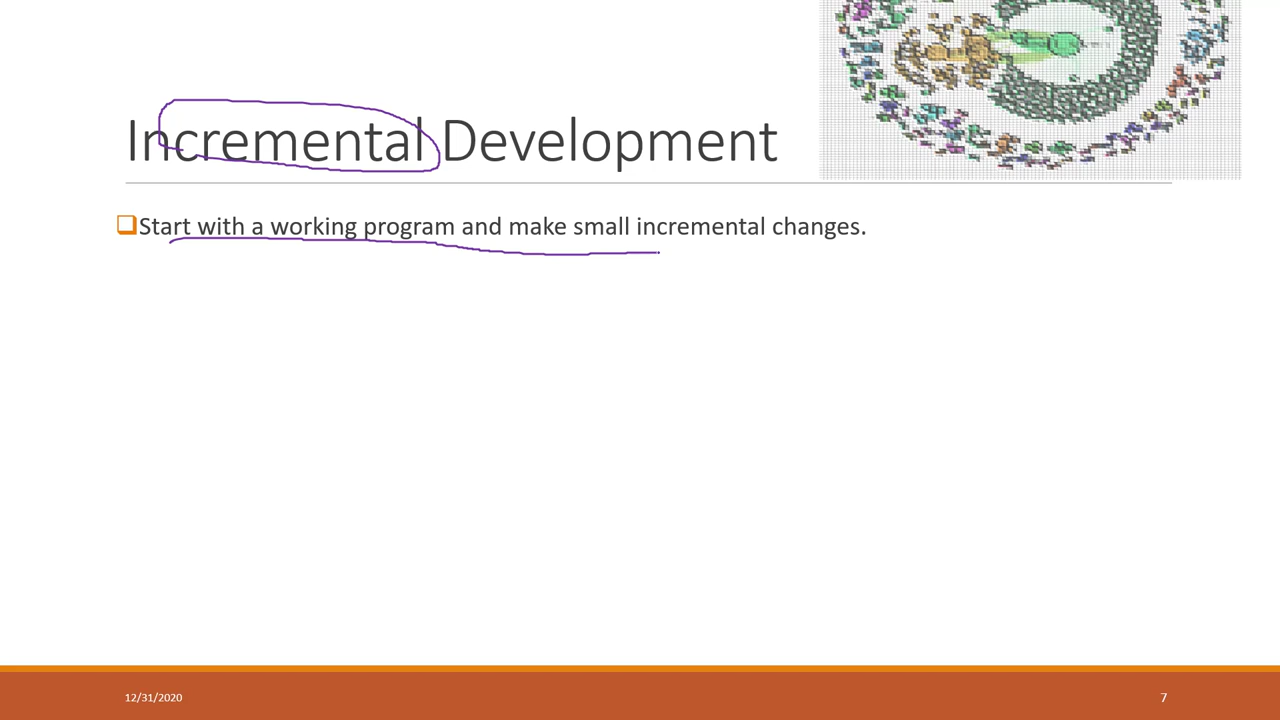 Incremental Development
Start with a working program and make small incremental changes.
12/31/2020
7